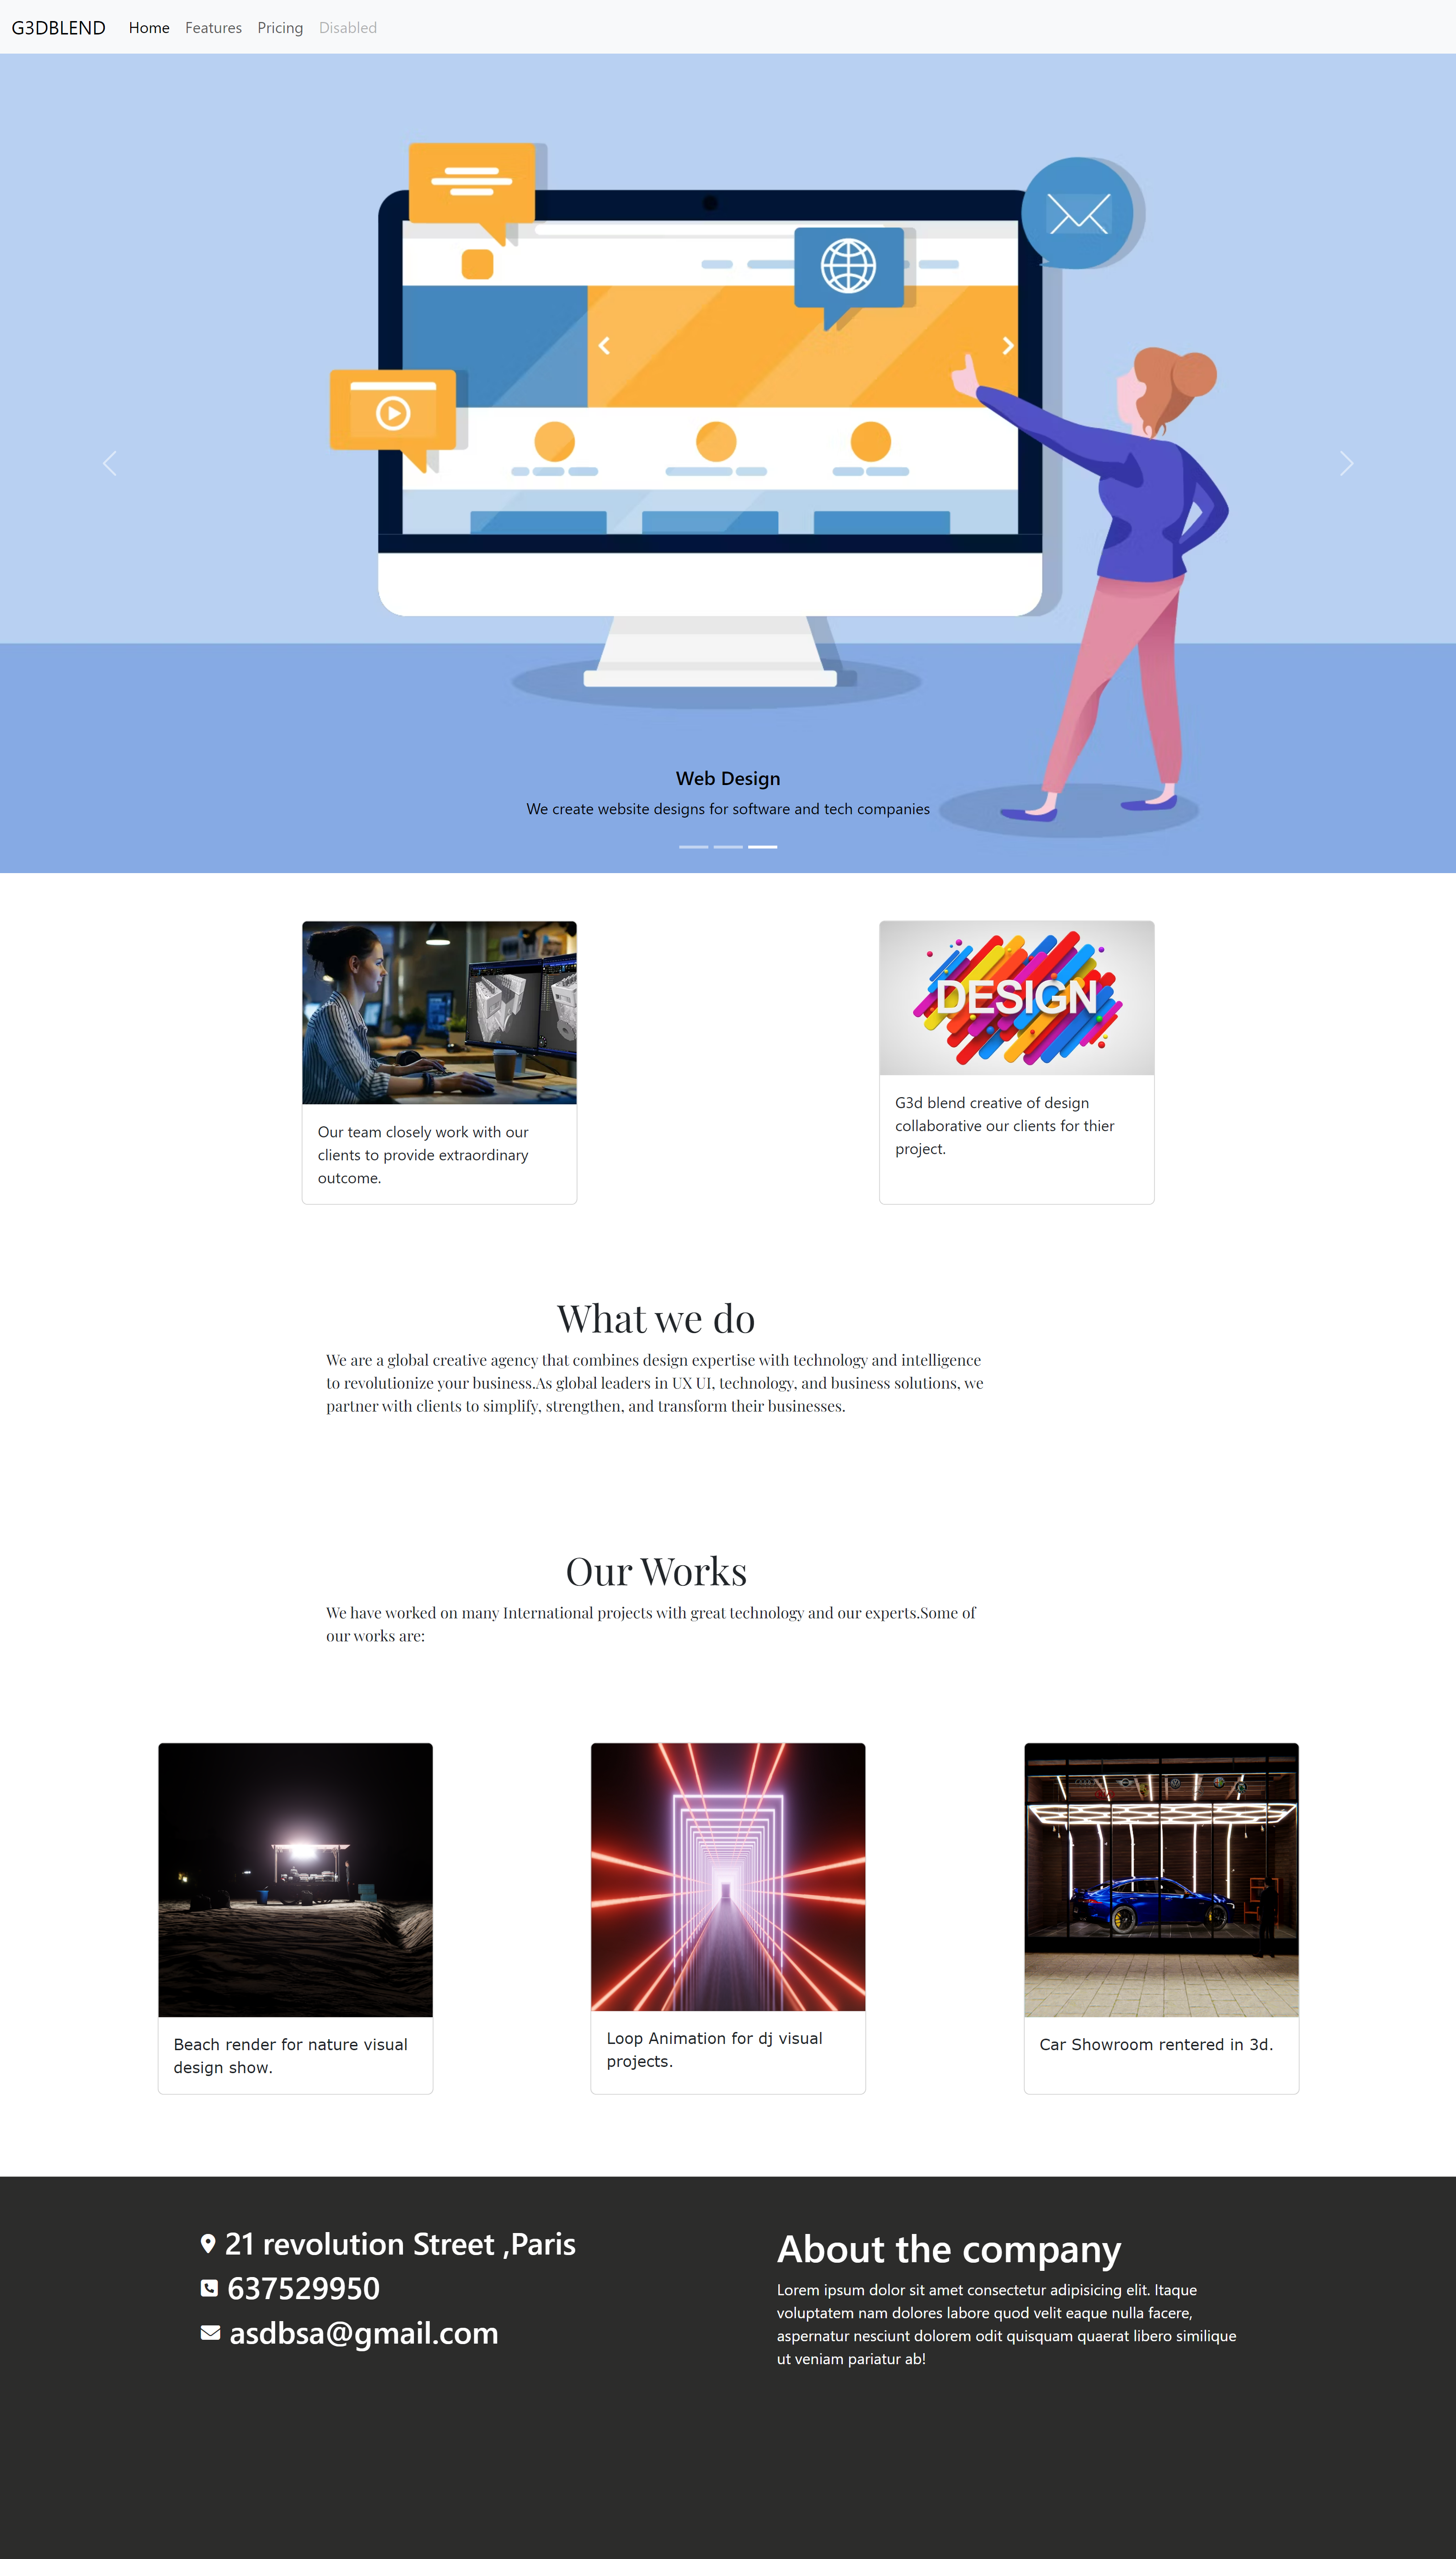 G3DBLEND Home Features Pricing Disabled
Web Design
We create website designs for software and tech companies
DESIGN
Our team closely work with our
clients to provide extraordinary
outcome.
G3d blend creative of design
collaborative our clients for thier
project.
What we do
We are a global creative agency that combines design expertise with technology and intelligence
to revolutionize your business.As global leaders in UX UI, technology, and business solutions, we
partner with clients to simplify, strengthen, and transform their businesses.
Our Works
We have worked on many International projects with great technology and our experts.Some of
our works are:
Beach render for nature visual
design show.
Loop Animation for dj visual
projects.
Car Showroom rentered in 3d.
21 revolution Street ,Paris
637529950
asdbsa@gmail.com
About the company
Lorem ipsum dolor sit amet consectetur adipisicing elit. Itaque
voluptatem nam dolores labore quod velit eaque nulla facere,
aspernatur nesciunt dolorem odit quisquam quaerat libero similique
ut veniam pariatur ab!